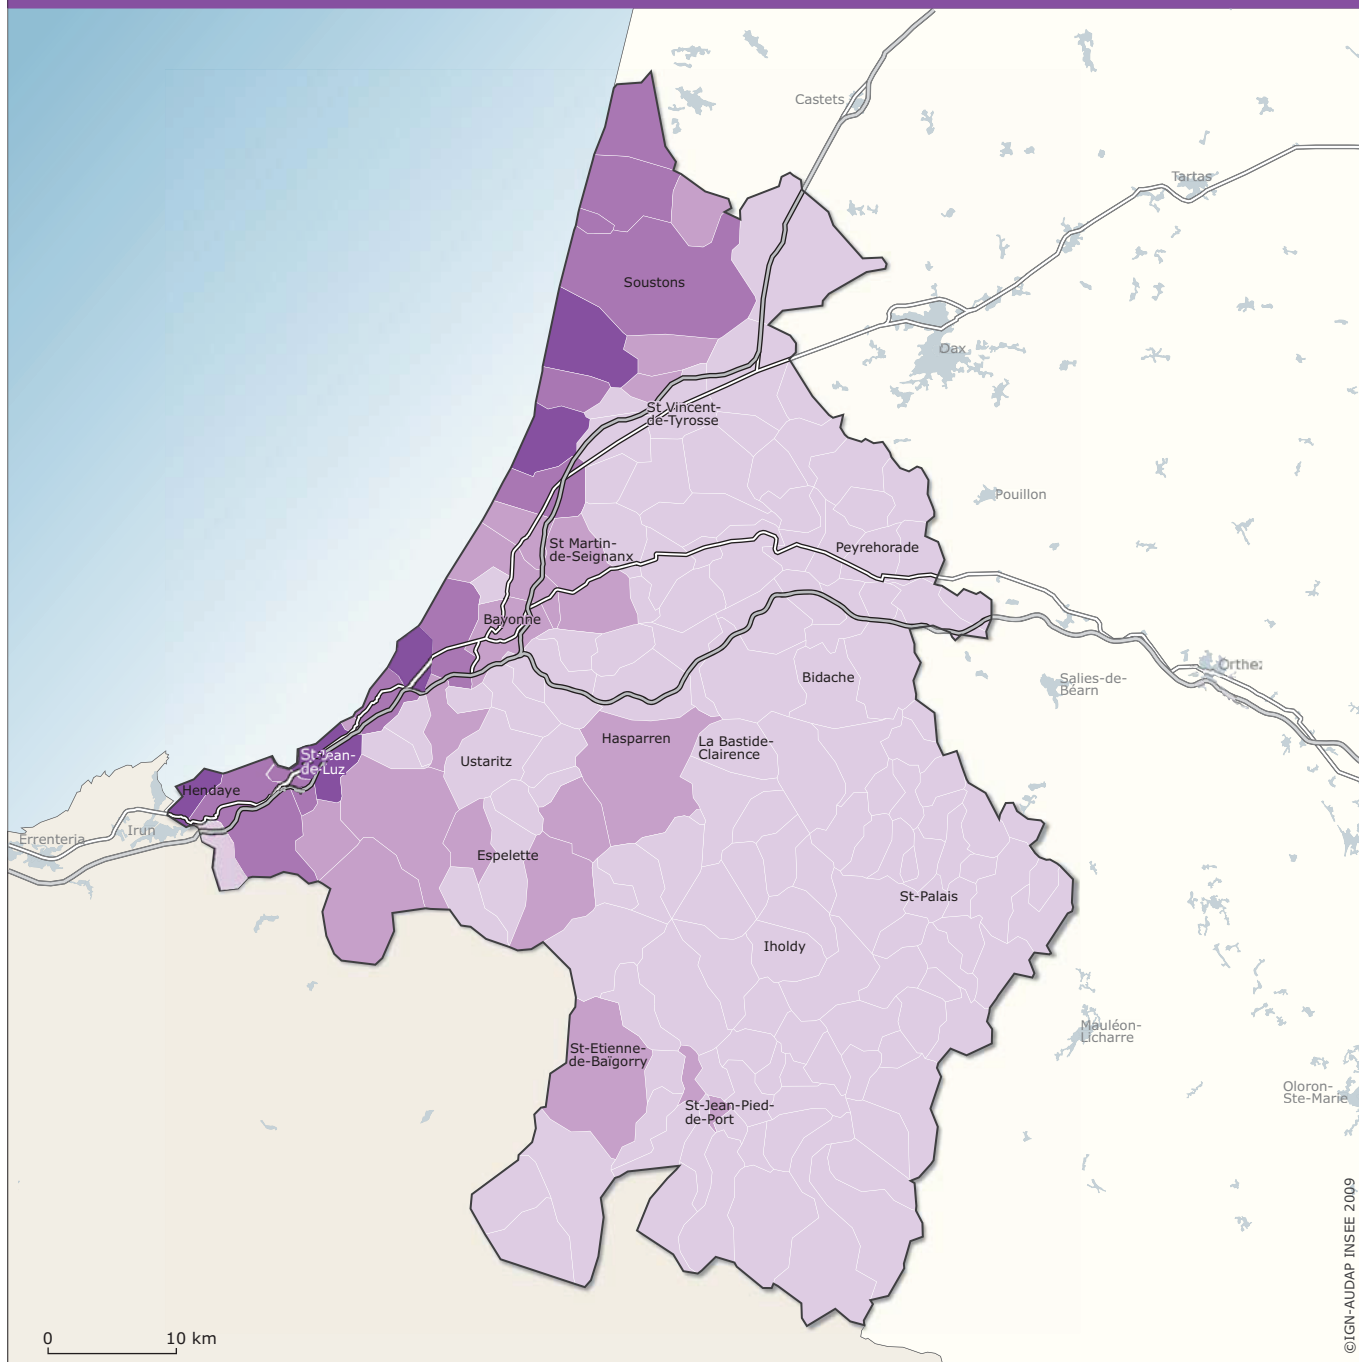 Castets
Tartas
Soustons
Dax
St Vincent-
de-Tyrosse
Pouillon
St Martin-
de-Seignanx
Peyrehorade
Bayonne
Orthez
Bidache
Salies-de-
Béarn
Hasparren
La Bastide-
Clairence
St-Jean-
de-Luz
Ustaritz
Hendaye
Irun
Errenteria
Espelette
St-Palais
Iholdy
Mauléon-
Licharre
St-Etienne-
de-Baïgorry
Oloron-
Ste-Marie
St-Jean-Pied-
de-Port
©IGN-AUDAP INSEE 2009
0 10 km